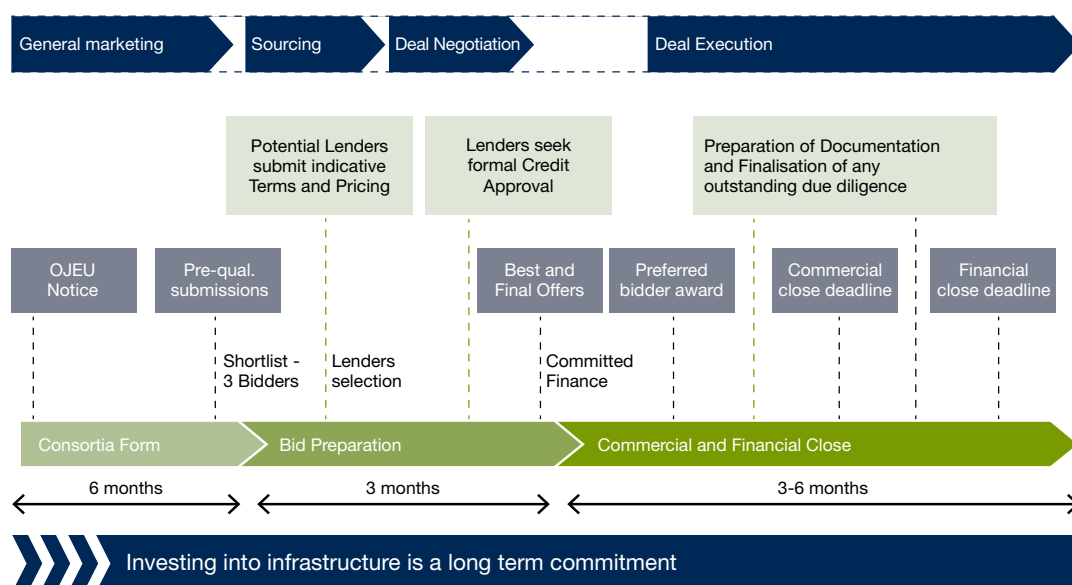 General marketing
Sourcing
Deal Negotiation
Deal Execution
Potential Lenders
submit indicative
Terms and Pricing
Lenders seek
formal Credit
Approval
Preparation of Documentation
and Finalisation of any
outstanding due diligence
OJEU
Notice
Pre-qual.
submissions
Best and
Final Offers
Preferred
bidder award
Commercial
close deadline
Financial
close deadline
Shortlist -
3 Bidders
Lenders
selection
Committed
Finance
Consortia Form
Bid Preparation
Commercial and Financial Close
6 months
3 months
3-6 months
Investing into infrastructure is a long term commitment